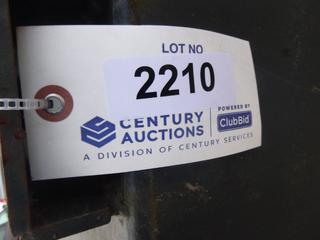 LOT NO
2210
CENTURY
AUCTIONS
POWERED BY
ClubBid
A DIVISION OF CENTURY SERVICES